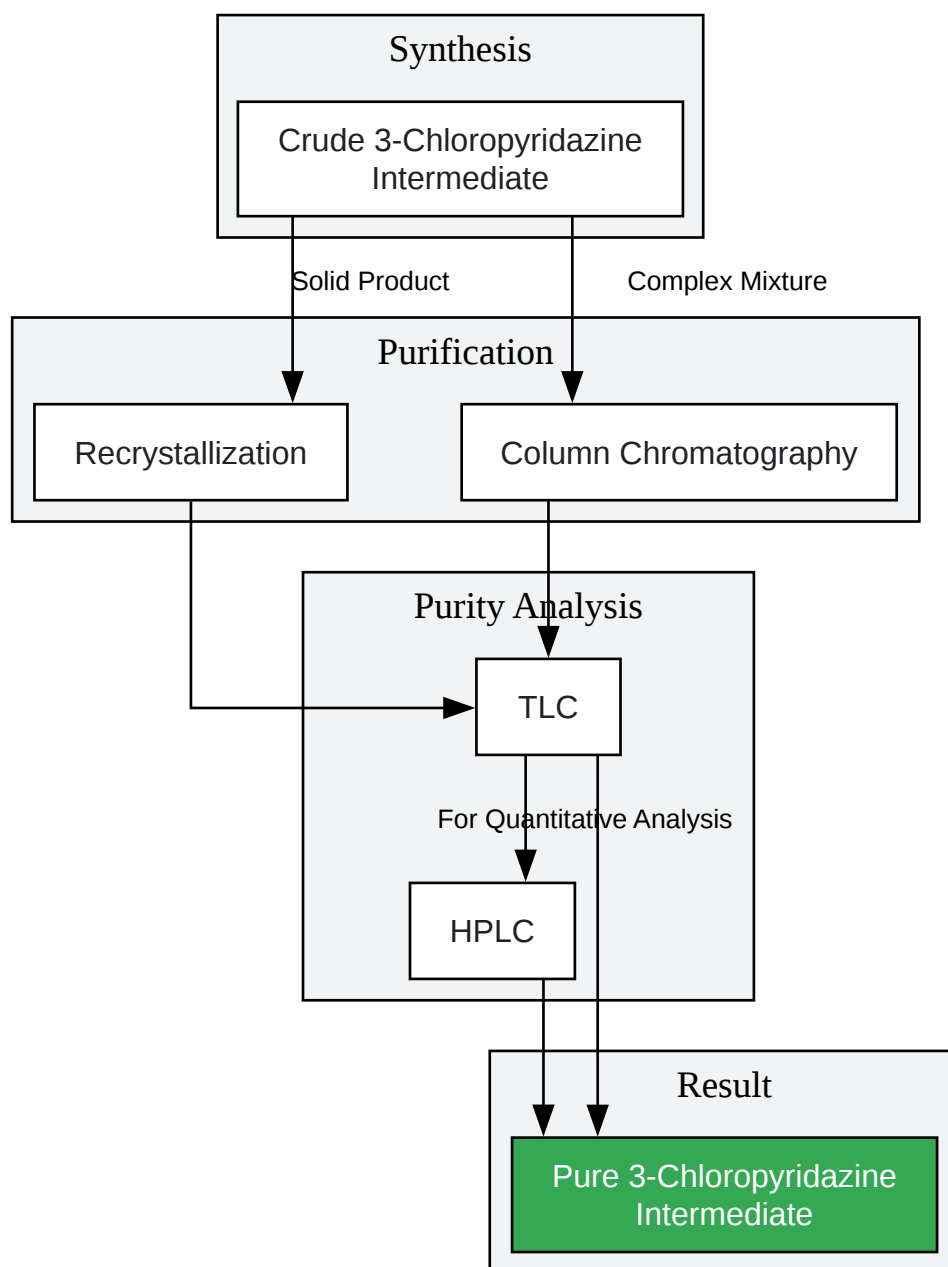 Synthesis
Crude 3-Chloropyridazine
Intermediate
Solid Product
Complex Mixture
Purification
Recrystallization
Column Chromatography
Purity Analysis
TLC
For Quantitative Analysis
HPLC
Result
Pure 3-Chloropyridazine
Intermediate